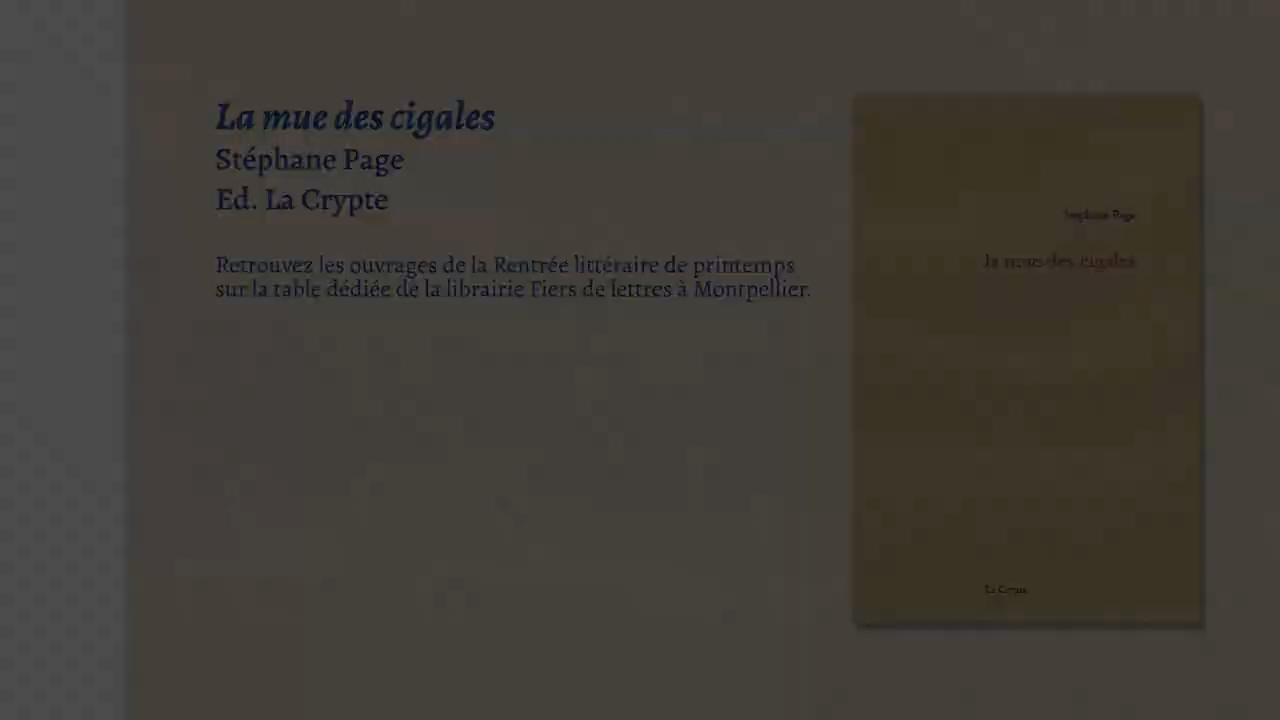 La mue des cigales
Stéphane Page
Ed. La Crypte
Retrouvez les ouvrages de la Rentrée littéraire de printemps
sur la table dédiée de la librairie Fiers de lettres à Montpellier.
Stéphane Page
la mue des cigales
La Crypte